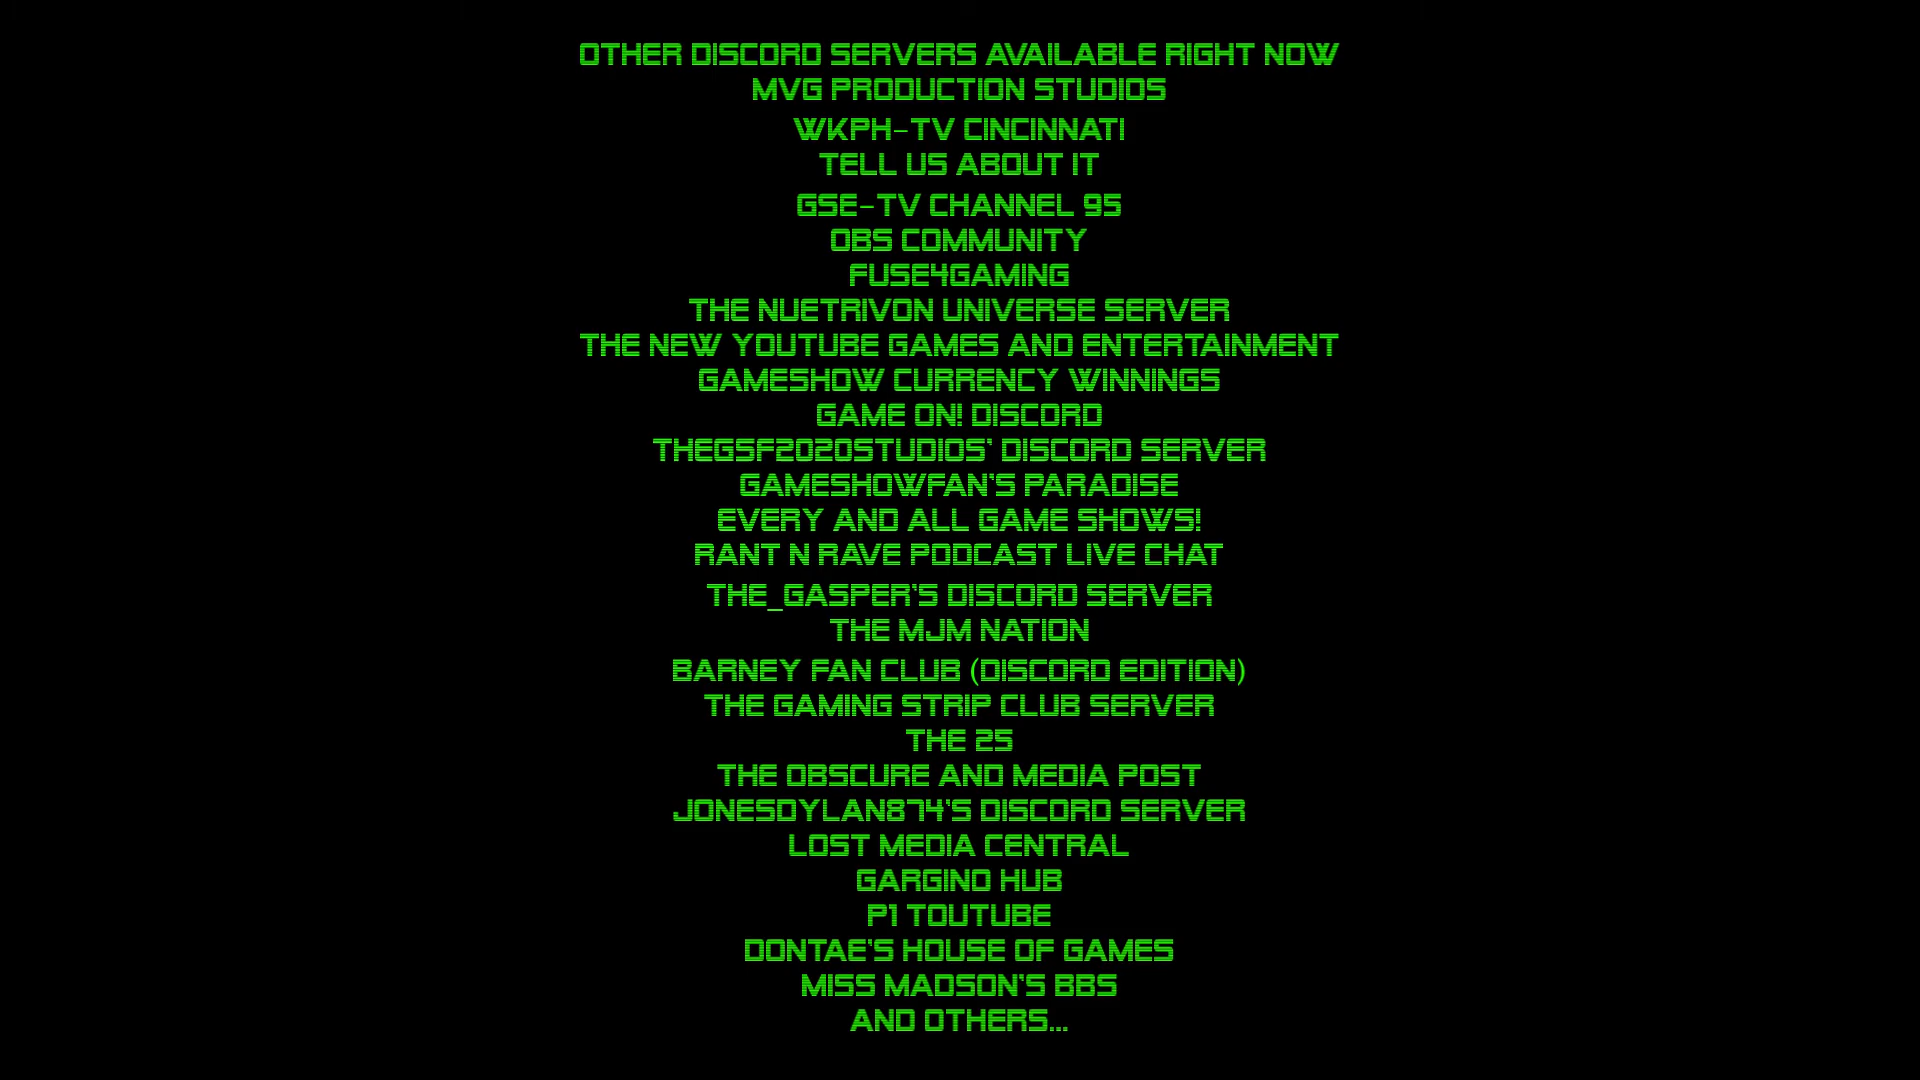 OTHER DISCORD SERVERS AVAILABLE RIGHT NOW
MVG PRODUCTION STUDIOS
WKPH-TV CINCINNATI
TELL US ABOUT IT
GSE-TV CHANNEL 95
OBS COMMUNITY
FUSE4GAMING
THE NUETRIVON UNIVERSE SERVER
THE NEW YOUTUBE GAMES AND ENTERTAINMENT
GAMESHOW CURRENCY WINNINGS
GAME ON! DISCORD
THEGSF2020STUDIOS' DISCORD SERVER
GAMESHOWFAN'S PARADISE
EVERY AND ALL GAME SHOWS!
RANT N RAVE PODCAST LIVE CHAT
THE_GASPER'S DISCORD SERVER
THE MJM NATION
BARNEY FAN CLUB (DISCORD EDITION)
THE GAMING STRIP CLUB SERVER
THE 25
THE OBSCURE AND MEDIA POST
JONESDYLAN874'S DISCORD SERVER
LOST MEDIA CENTRAL
GARGINO HUB
P1 TOUTUBE
DONTAE'S HOUSE OF GAMES
MISS MADSON'S BBS
AND OTHERS...